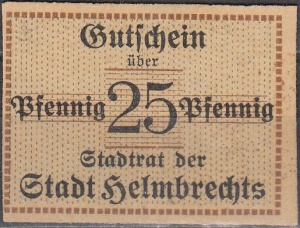 Gutschein
über
Pfennig 25 Pfennig
Stadtrat der
Stadt Helmbrechts